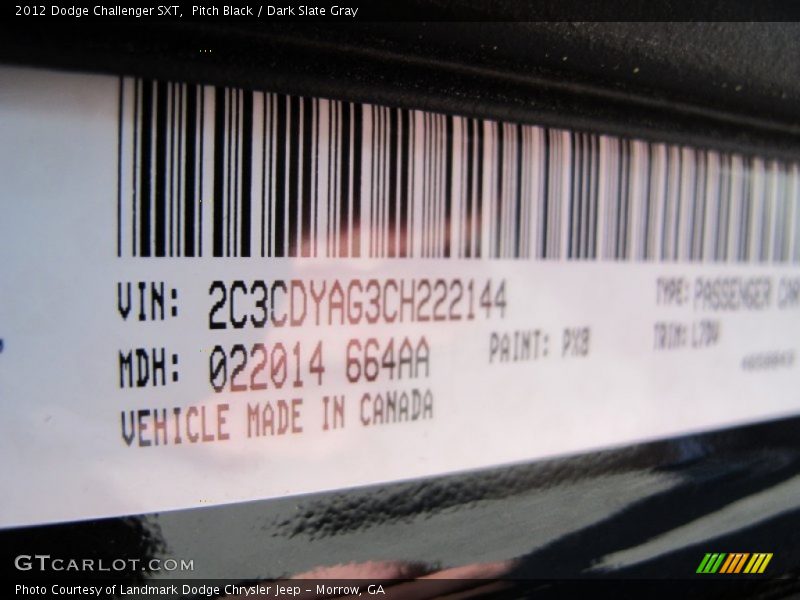 2012 Dodge Challenger SXT,  Pitch Black / Dark Slate Gray
VIN: 2C3CDYAG3CH222144 TYPE: PASSENGER CAR
MDH: 022014 664AA PAINT: PX8 TRIM: L7DV
VEHICLE MADE IN CANADA
GTCARLOT.COM
Photo Courtesy of Landmark Dodge Chrysler Jeep – Morrow, GA